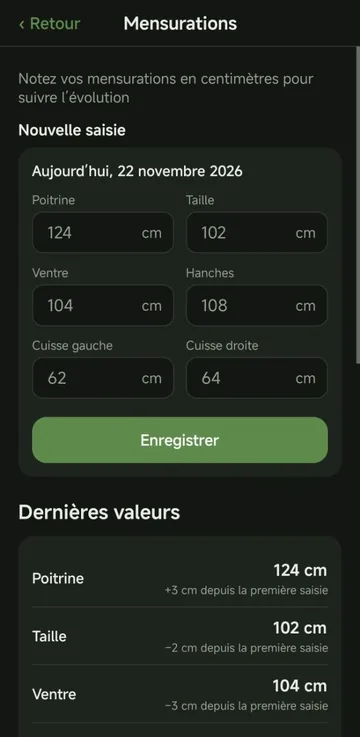 ‹ Retour
Mensurations
Notez vos mensurations en centimètres pour
suivre l'évolution
Nouvelle saisie
Aujourd'hui, 22 novembre 2026
Poitrine
Taille
124 cm
102 cm
Ventre
Hanches
104 cm
108 cm
Cuisse gauche
Cuisse droite
62 cm
64 cm
Enregistrer
Dernières valeurs
Poitrine
124 cm
+3 cm depuis la première saisie
Taille
102 cm
−2 cm depuis la première saisie
Ventre
104 cm
−3 cm depuis la première saisie